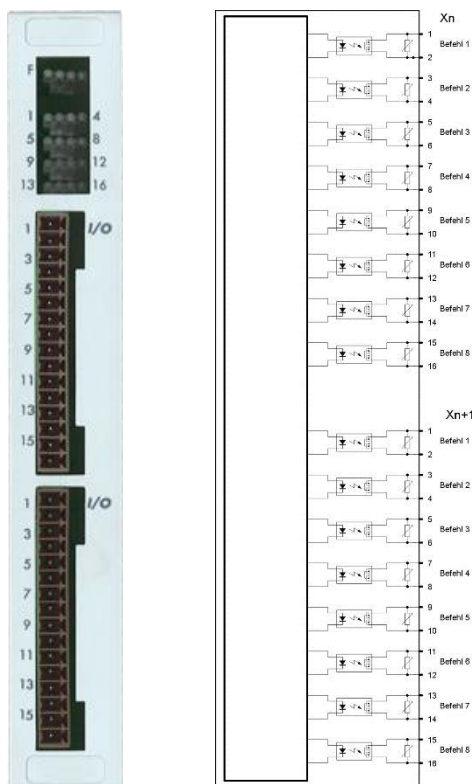 F
1 4
5 8
9 12
13 16
1 I/O
3
5
7
9
11
13
15
1 I/O
3
5
7
9
11
13
15
Xn
1
Befehl 1
2
3
Befehl 2
4
5
Befehl 3
6
7
Befehl 4
8
9
Befehl 5
10
11
Befehl 6
12
13
Befehl 7
14
15
Befehl 8
16
Xn+1
1
Befehl 1
2
3
Befehl 2
4
5
Befehl 3
6
7
Befehl 4
8
9
Befehl 5
10
11
Befehl 6
12
13
Befehl 7
14
15
Befehl 8
16